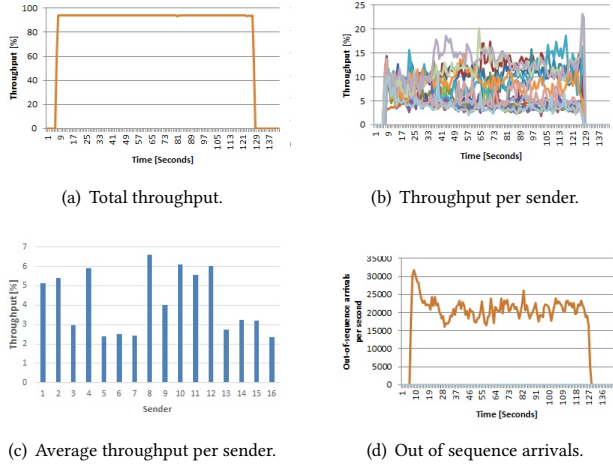 100
80
60
40
20
0
Throughput [%]
1 9 17 25 33 41 49 57 65 73 81 89 97 105 113 121 129 137
Time [Seconds]
(a) Total throughput.
25
20
15
10
5
0
Throughput [%]
1 9 17 25 33 41 49 57 65 73 81 89 97 105 113 121 129 137
Time [Seconds]
(b) Throughput per sender.
7
6
5
4
3
2
1
0
Throughput [%]
1 2 3 4 5 6 7 8 9 10 11 12 13 14 15 16
Sender
(c) Average throughput per sender.
35000
30000
25000
20000
15000
10000
5000
0
Out-of-sequence arrivals
per second
1 10 19 28 37 46 55 64 73 82 91 100 109 118 127 136
Time [Seconds]
(d) Out of sequence arrivals.